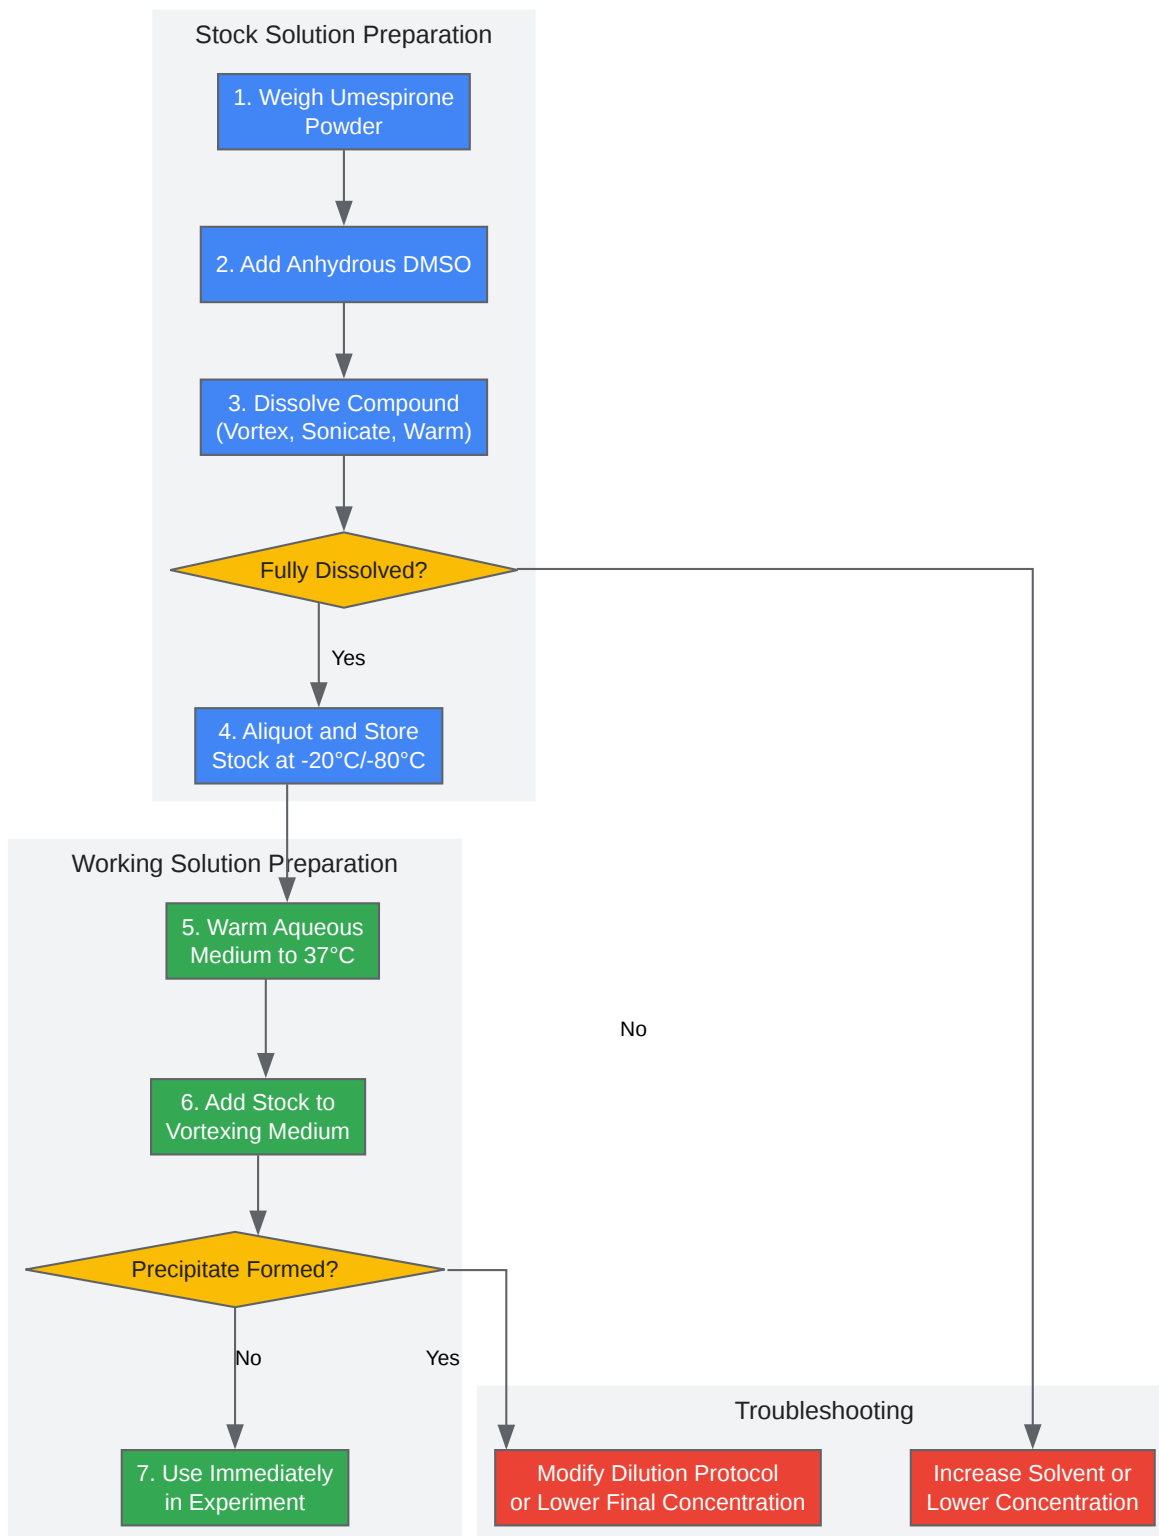 Stock Solution Preparation
1. Weigh Umespirone
Powder
2. Add Anhydrous DMSO
3. Dissolve Compound
(Vortex, Sonicate, Warm)
Fully Dissolved?
Yes
4. Aliquot and Store
Stock at -20°C/-80°C
Working Solution Preparation
5. Warm Aqueous
Medium to 37°C
No
6. Add Stock to
Vortexing Medium
Precipitate Formed?
No
Yes
Troubleshooting
7. Use Immediately
in Experiment
Modify Dilution Protocol
or Lower Final Concentration
Increase Solvent or
Lower Concentration